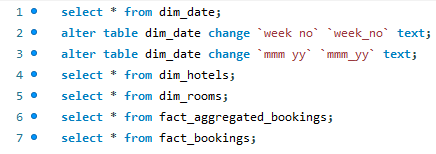 1 select * from dim_date;
2 alter table dim_date change `week no` `week_no` text;
3 alter table dim_date change `mmm yy` `mmm_yy` text;
4 select * from dim_hotels;
5 select * from dim_rooms;
6 select * from fact_aggregated_bookings;
7 select * from fact_bookings;